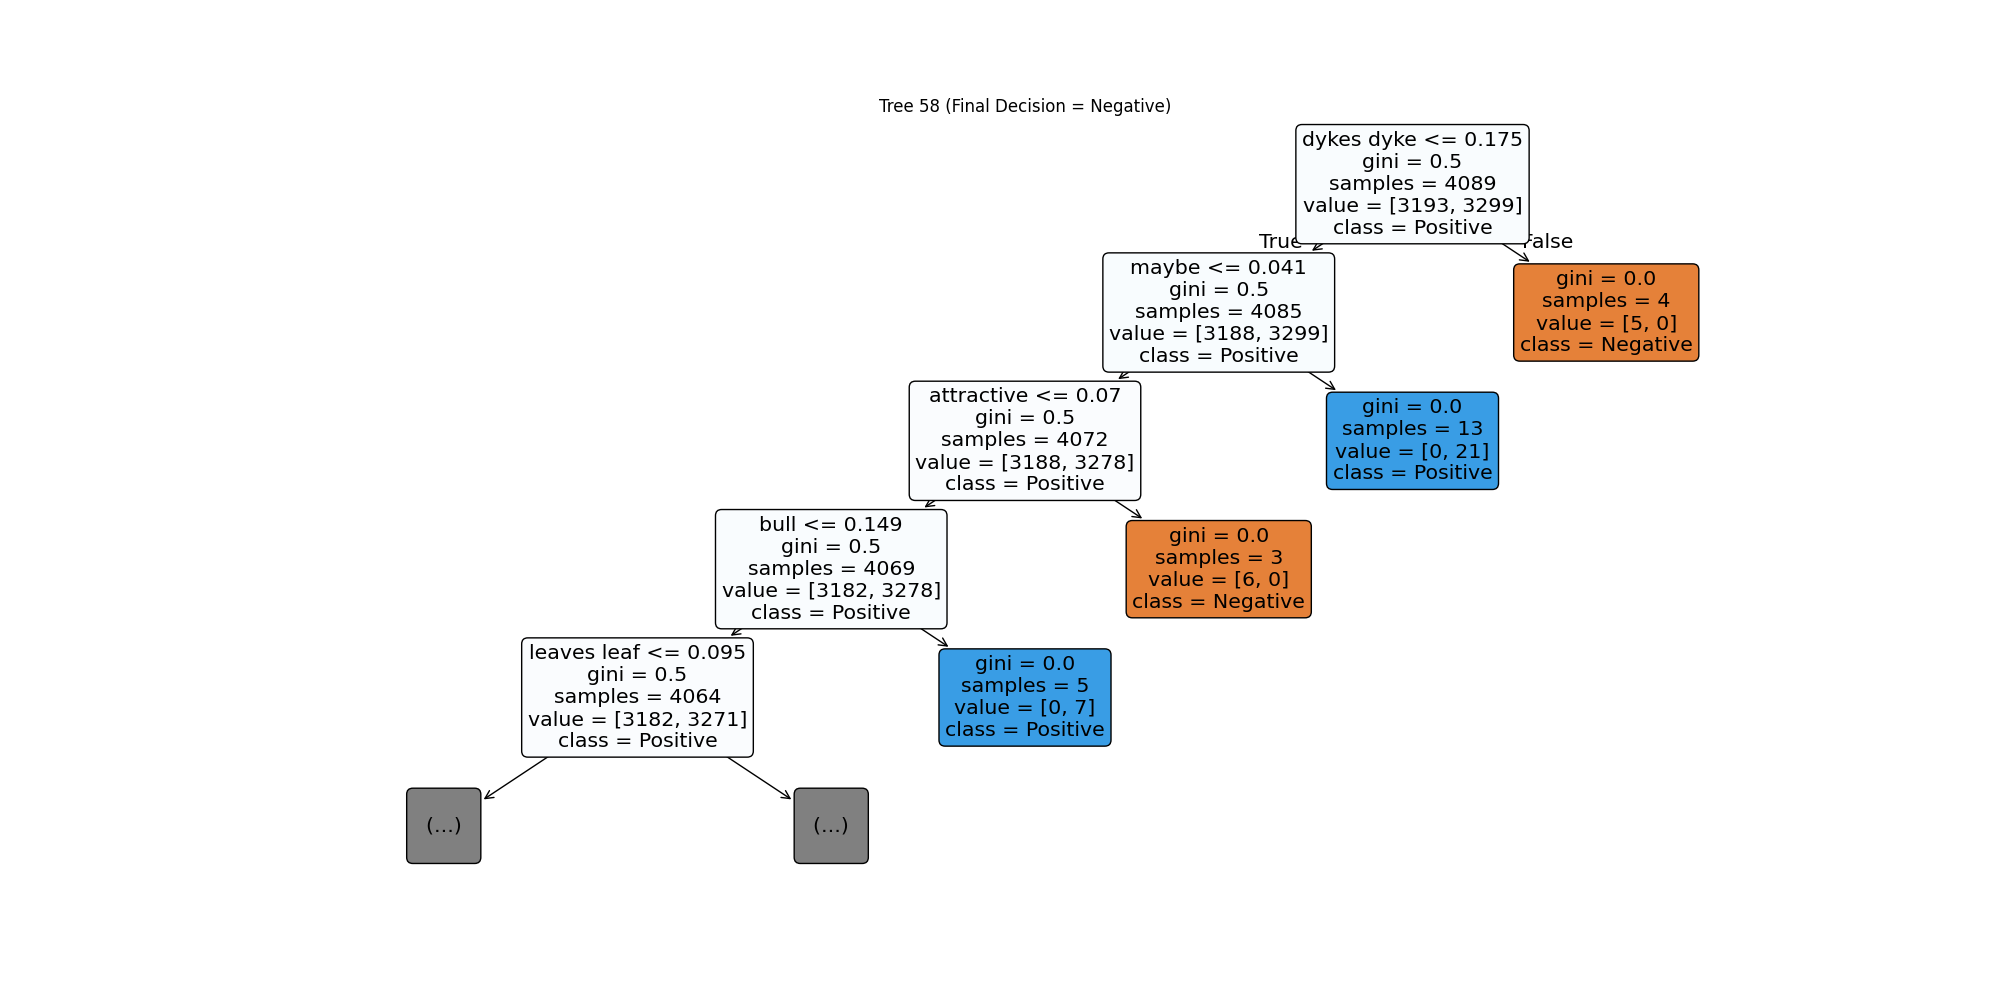 Tree 58 (Final Decision = Negative)
dykes dyke <= 0.175
gini = 0.5
samples = 4089
value = [3193, 3299]
class = Positive
True
False
maybe <= 0.041
gini = 0.5
samples = 4085
value = [3188, 3299]
class = Positive
gini = 0.0
samples = 4
value = [5, 0]
class = Negative
attractive <= 0.07
gini = 0.5
samples = 4072
value = [3188, 3278]
class = Positive
gini = 0.0
samples = 13
value = [0, 21]
class = Positive
bull <= 0.149
gini = 0.5
samples = 4069
value = [3182, 3278]
class = Positive
gini = 0.0
samples = 3
value = [6, 0]
class = Negative
leaves leaf <= 0.095
gini = 0.5
samples = 4064
value = [3182, 3271]
class = Positive
gini = 0.0
samples = 5
value = [0, 7]
class = Positive
(...)
(...)